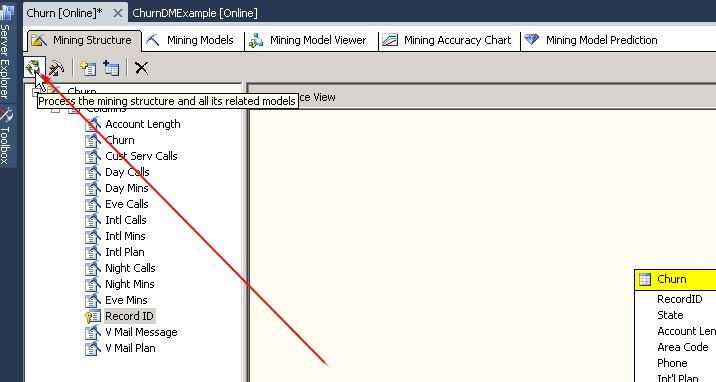 Churn [Online]* ChurnDMExample [Online]
Mining Structure Mining Models Mining Model Viewer Mining Accuracy Chart Mining Model Prediction
Churn
Process the mining structure and all its related models
ce View
Columns
Account Length
Churn
Cust Serv Calls
Day Calls
Day Mins
Eve Calls
Intl Calls
Intl Mins
Intl Plan
Night Calls
Night Mins
Eve Mins
Record ID
V Mail Message
V Mail Plan
Server Explorer
Toolbox
Churn
RecordID
State
Account Len
Area Code
Phone
Int'l Plan